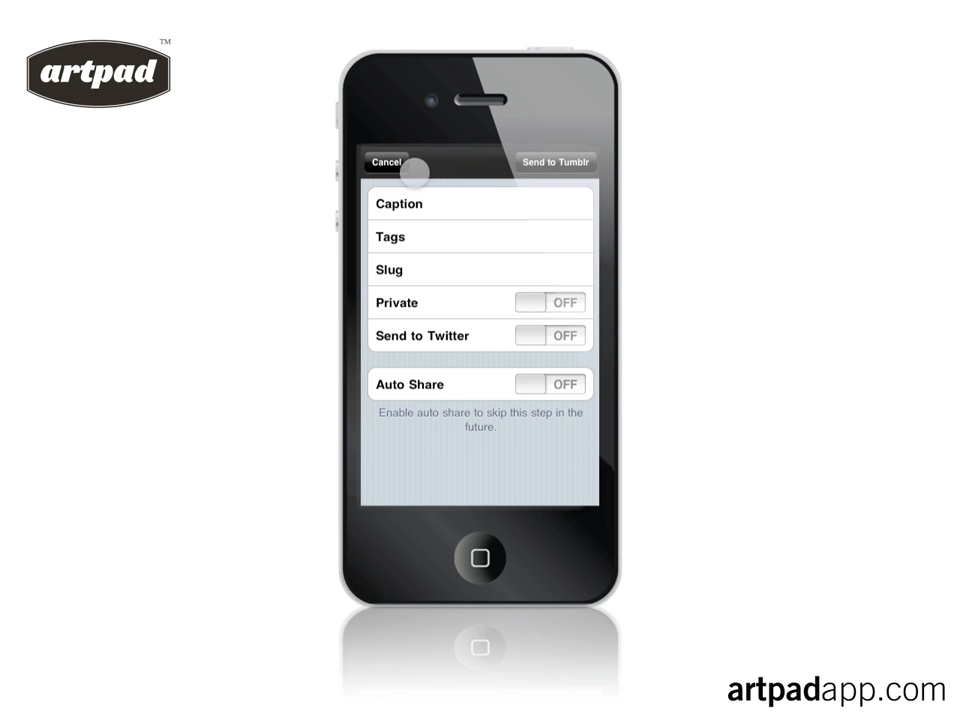 artpad
TM
Cancel
Send to Tumblr
Caption
Tags
Slug
Private OFF
Send to Twitter OFF
Auto Share OFF
Enable auto share to skip this step in the
future.
artpadapp.com